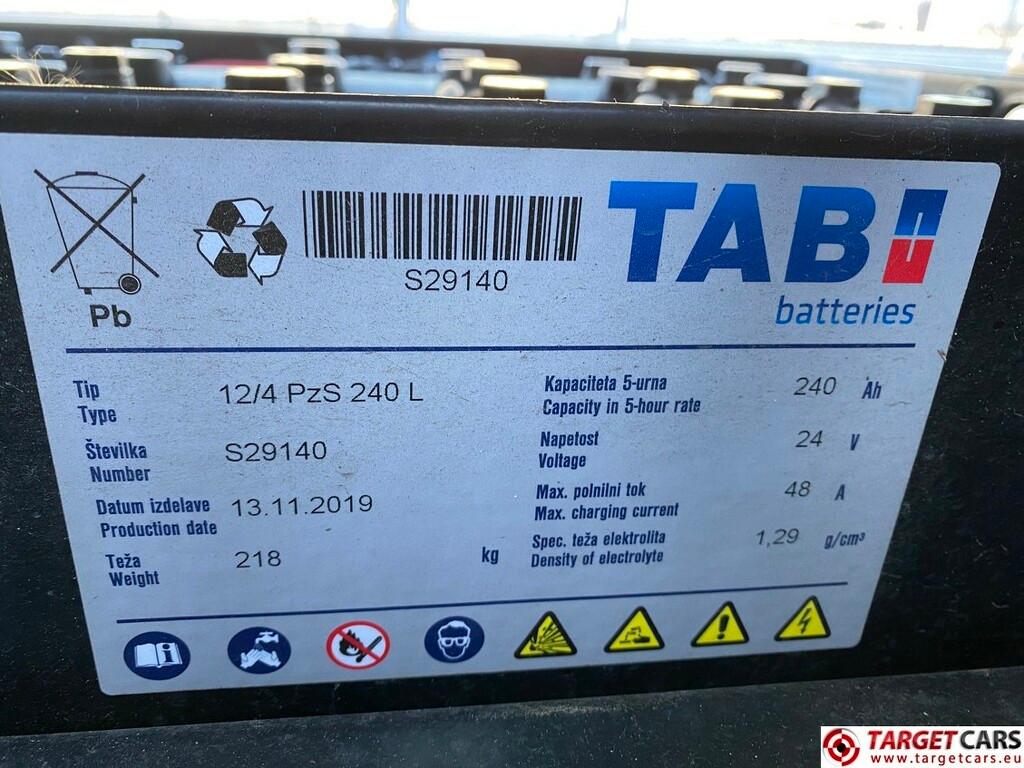 Pb
S29140
TAB
batteries
Tip
Type
12/4 PzS 240 L
Številka
Number
S29140
Datum izdelave
Production date
13.11.2019
Teža
Weight
218 kg
Kapaciteta 5-urna
Capacity in 5-hour rate
240 Ah
Napetost
Voltage
24 V
Max. polnilni tok
Max. charging current
48 A
Spec. teža elektrolita
Density of electrolyte
1,29 g/cm³
TARGETCARS
www.targetcars.eu